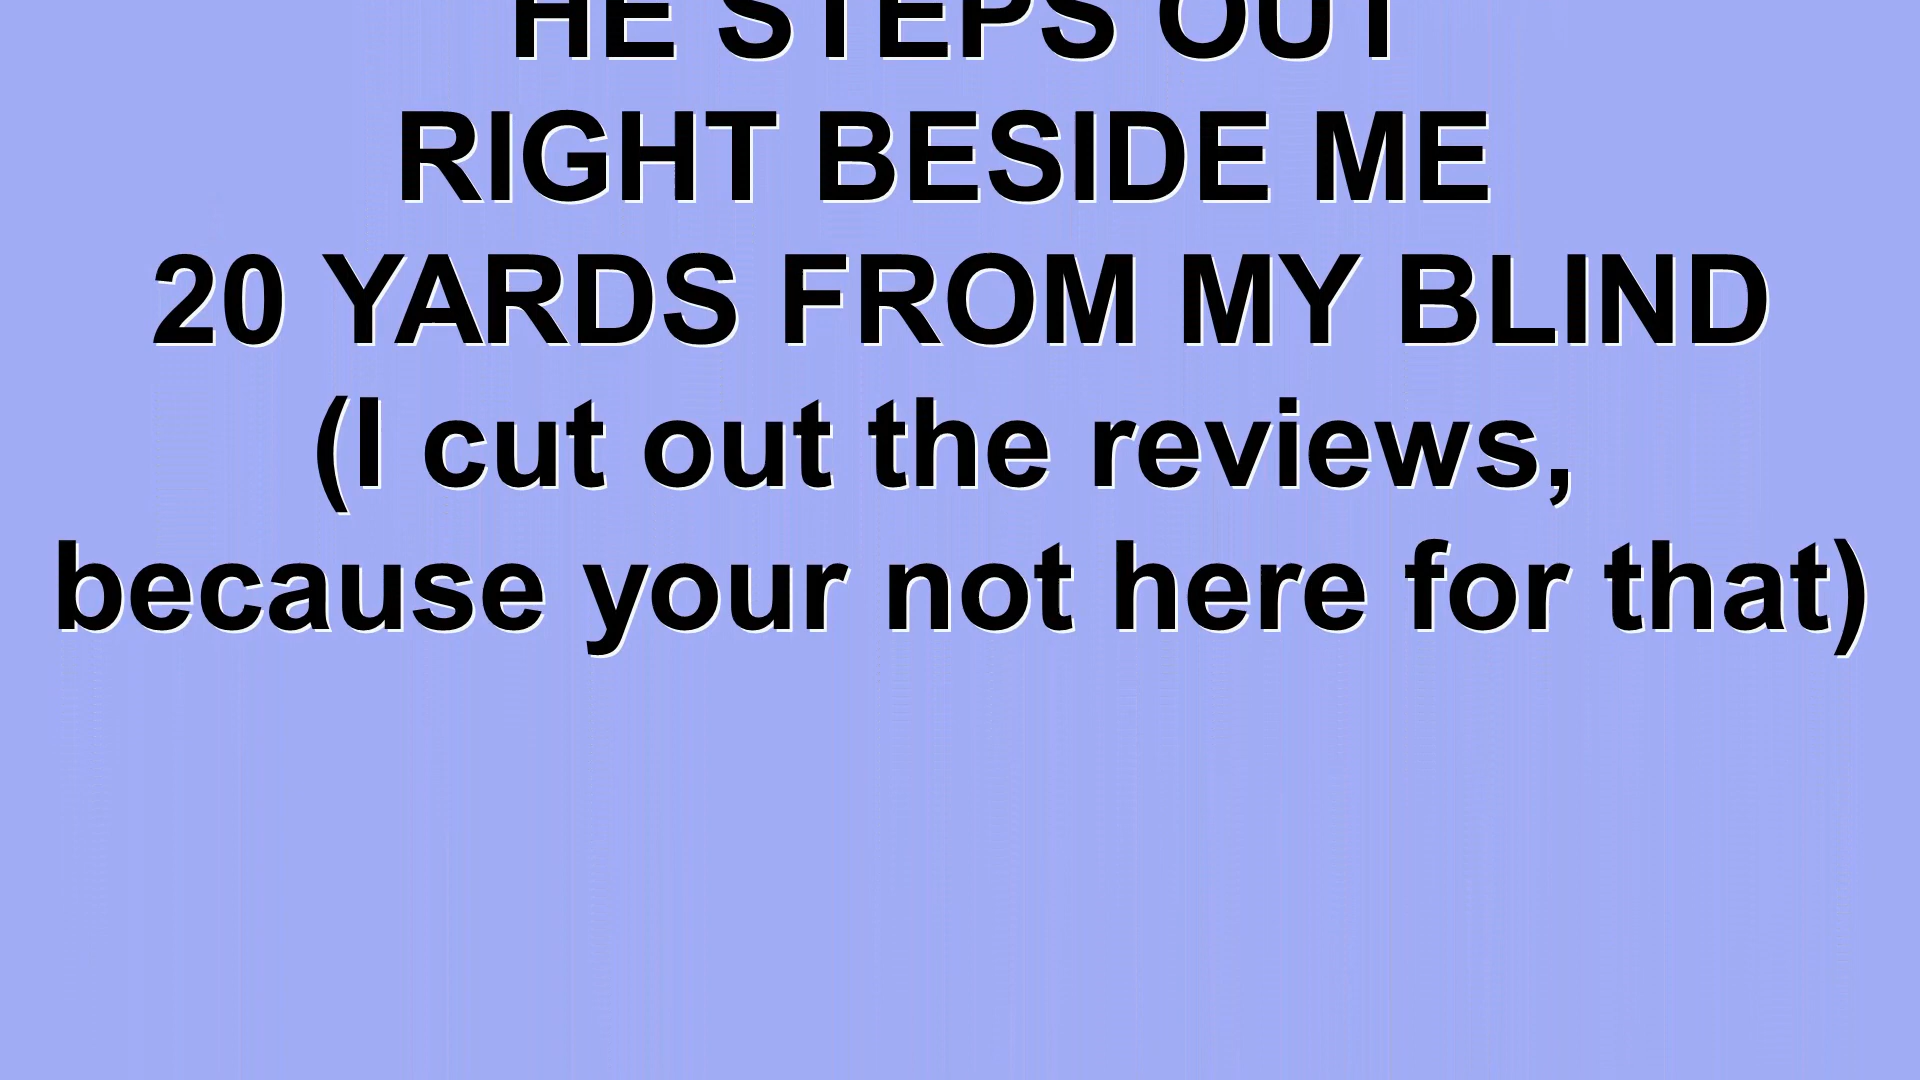 HE STEPS OUT
RIGHT BESIDE ME
20 YARDS FROM MY BLIND
(I cut out the reviews,
because your not here for that)